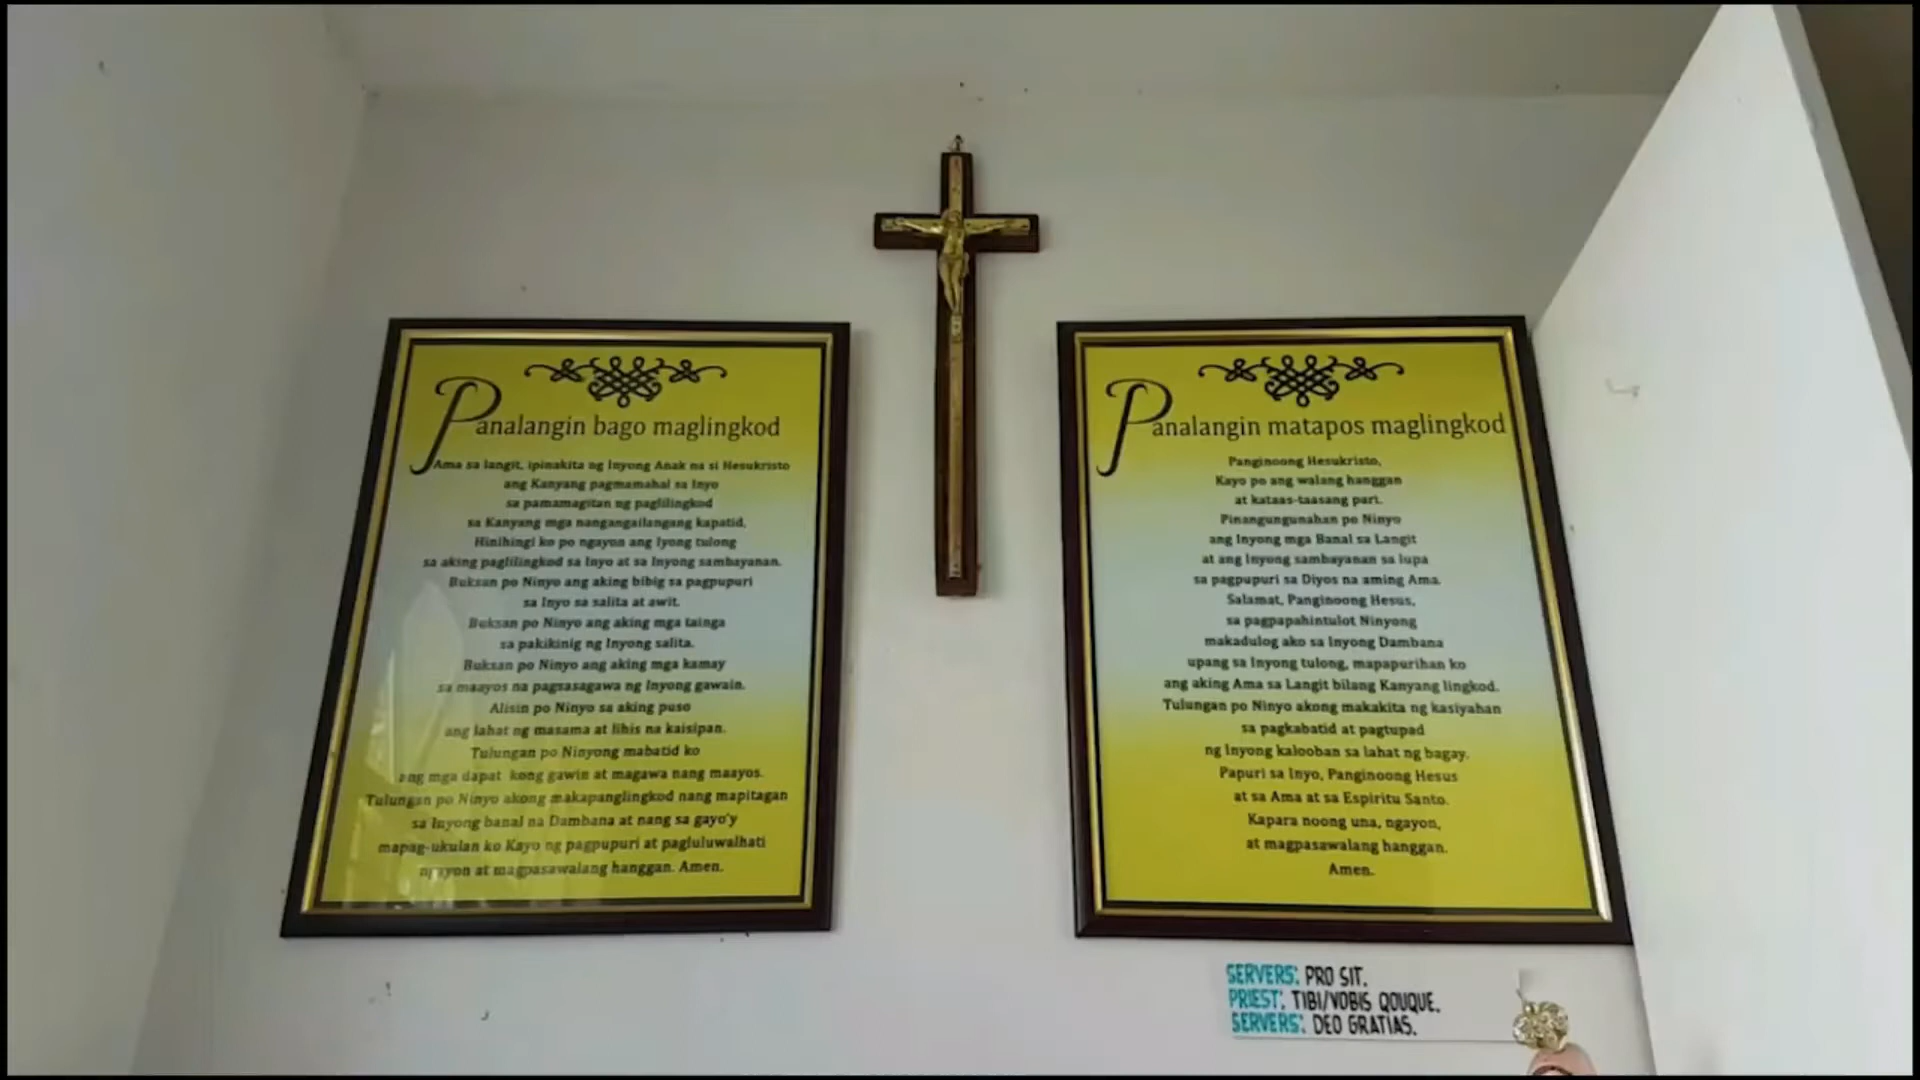 Panalangin bago maglingkod
Ama sa langit, ipinakita ng Inyong Anak na si Hesukristo
ang Kanyang pagmamahal sa Inyo
sa pamamagitan ng paglilingkod
sa Kanyang mga nangangailangang kapatid,
Hinihingi ko po ngayon ang Iyong tulong
sa aking paglilingkod sa Inyo at sa Inyong sambayanan.
Buksan po Ninyo ang aking bibig sa pagpupuri
sa Inyo sa salita at awit.
Buksan po Ninyo ang aking mga tainga
sa pakikinig ng Inyong salita.
Buksan po Ninyo ang aking mga kamay
sa maayos na pagsasagawa ng Inyong gawain.
Alisin po Ninyo sa aking puso
ang lahat ng masama at lihis na kaisipan.
Tulungan po Ninyong mabatid ko
ang mga dapat kong gawin at magawa nang maayos.
Tulungan po Ninyo akong makapanglingkod nang mapitagan
sa Inyong banal na Dambana at nang sa gayo'y
mapag-ukulan ko Kayo ng pagpupuri at pagluluwalhati
ngayon at magpasawalang hanggan. Amen.
Panalangin matapos maglingkod
Panginoong Hesukristo,
Kayo po ang walang hanggan
at kataas-taasang pari.
Pinangungunahan po Ninyo
ang Inyong mga Banal sa Langit
at ang Inyong sambayanan sa lupa
sa pagpupuri sa Diyos na aming Ama.
Salamat, Panginoong Hesus,
sa pagpapahintulot Ninyong
makadulog ako sa Inyong Dambana
upang sa Inyong tulong, mapapurihan ko
ang aking Ama sa Langit bilang Kanyang lingkod.
Tulungan po Ninyo akong makakita ng kasiyahan
sa pagkabatid at pagtupad
ng Inyong kalooban sa lahat ng bagay.
Papuri sa Inyo, Panginoong Hesus
at sa Ama at sa Espiritu Santo.
Kapara noong una, ngayon,
at magpasawalang hanggan.
Amen.
SERVERS: PRO SIT.
PRIEST: TIBI/VOBIS QOUQUE.
SERVERS: DEO GRATIAS.